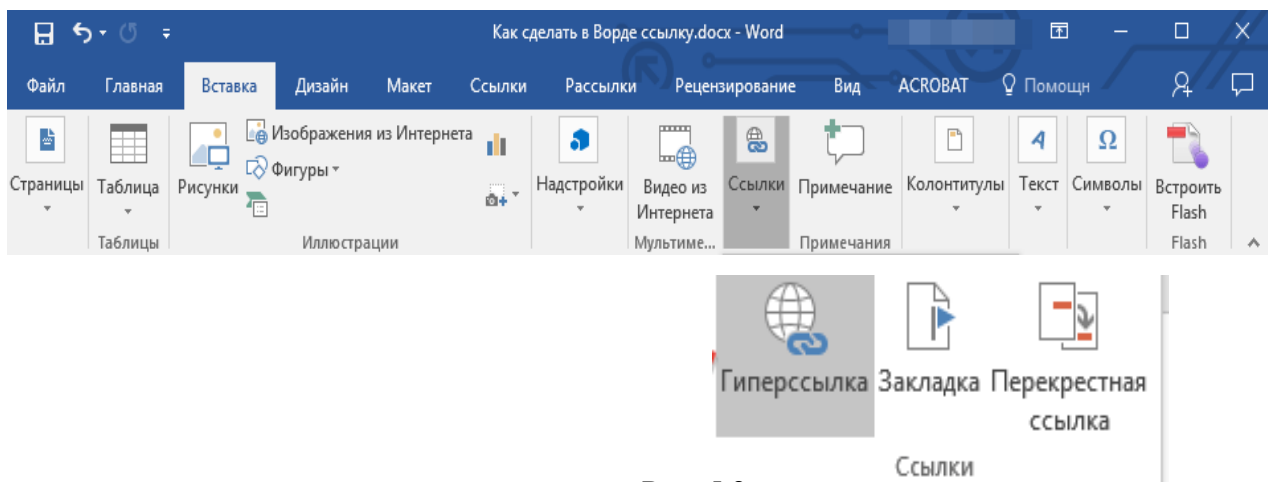 Как сделать в Ворде ссылку.docx - Word
Файл Главная Вставка Дизайн Макет Ссылки Рассылки Рецензирование Вид ACROBAT Помощн
Страницы
Таблица
Таблицы
Рисунки
Изображения из Интернета
Фигуры
Иллюстрации
Надстройки
Видео из
Интернета
Мультиме...
Ссылки
Примечание
Примечания
Колонтитулы
Текст
Символы
Встроить
Flash
Flash
Гиперссылка
Закладка
Перекрестная
ссылка
Ссылки